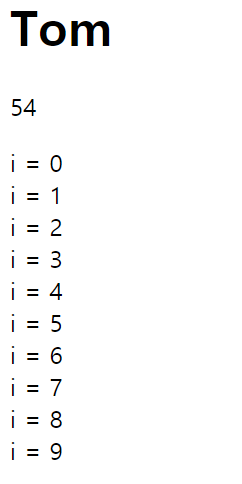 Tom
54
i = 0
i = 1
i = 2
i = 3
i = 4
i = 5
i = 6
i = 7
i = 8
i = 9